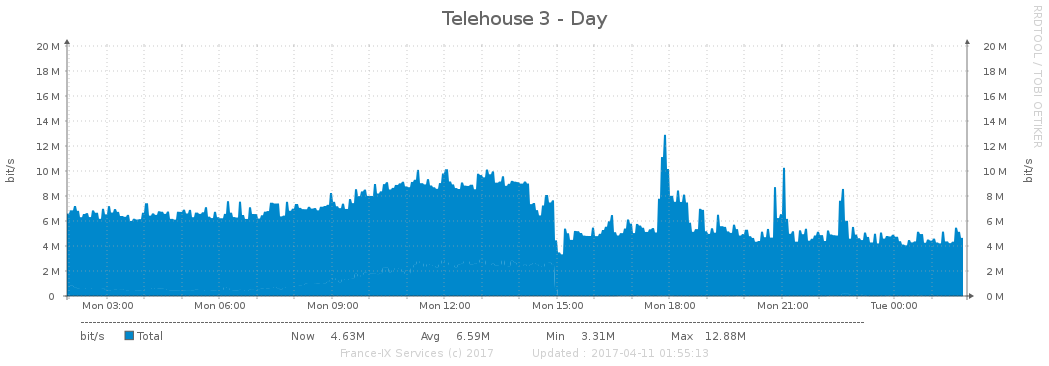 Telehouse 3 - Day
RRDTOOL / TOBI OETIKER
bit/s
20 M 20 M
18 M 18 M
16 M 16 M
14 M 14 M
12 M 12 M
10 M 10 M
8 M 8 M
6 M 6 M
4 M 4 M
2 M 2 M
0 0 M
bit/s
Mon 03:00 Mon 06:00 Mon 09:00 Mon 12:00 Mon 15:00 Mon 18:00 Mon 21:00 Tue 00:00
bit/s Total Now 4.63M Avg 6.59M Min 3.31M Max 12.88M
France-IX Services (c) 2017 Updated : 2017-04-11 01:55:13